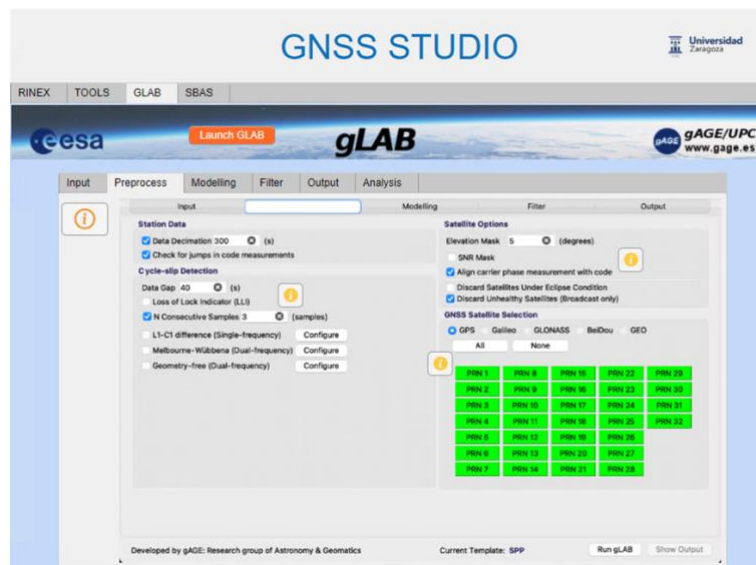 GNSS STUDIO
Universidad
Zaragoza
RINEX TOOLS GLAB SBAS
esa
Launch GLAB
gLAB
gAGE
gAGE/UPC
www.gage.es
Input Preprocess Modelling Filter Output Analysis
Input Modelling Filter Output
Station Data
Data Decimation 300 (s)
Check for jumps in code measurements
Cycle-slip Detection
Data Gap 40 (s)
Loss of Lock Indicator (LLI)
N Consecutive Samples 3 (samples)
L1-C1 difference (Single-frequency) Configure
Melbourne-Wübbena (Dual-frequency) Configure
Geometry-free (Dual-frequency) Configure
Satellite Options
Elevation Mask 5 (degrees)
SNR Mask
Align carrier phase measurement with code
Discard Satellites Under Eclipse Condition
Discard Unhealthy Satellites (Broadcast only)
GNSS Satellite Selection
GPS Galileo GLONASS BeiDou GEO
All None
PRN 1 PRN 8 PRN 15 PRN 22 PRN 29
PRN 2 PRN 9 PRN 16 PRN 23 PRN 30
PRN 3 PRN 10 PRN 17 PRN 24 PRN 31
PRN 4 PRN 11 PRN 18 PRN 25 PRN 32
PRN 5 PRN 12 PRN 19 PRN 26
PRN 6 PRN 13 PRN 20 PRN 27
PRN 7 PRN 14 PRN 21 PRN 28
Developed by gAGE: Research group of Astronomy & Geomatics
Current Template: SPP
Run gLAB Show Output